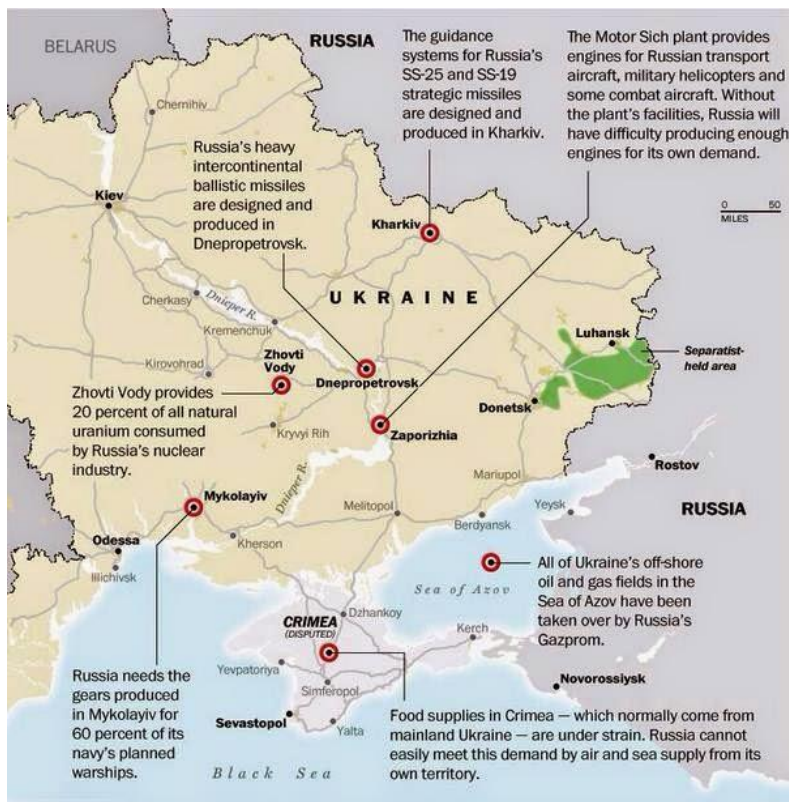 BELARUS
RUSSIA
The guidance
systems for Russia's
SS-25 and SS-19
strategic missiles
are designed and
produced in Kharkiv.
The Motor Sich plant provides
engines for Russian transport
aircraft, military helicopters and
some combat aircraft. Without
the plant's facilities, Russia will
have difficulty producing enough
engines for its own demand.
Chernihiv
Russia's heavy
intercontinental
ballistic missiles
are designed and
produced in
Dnepropetrovsk.
Kiev
0 50
MILES
Kharkiv
Cherkasy
Dnieper R.
UKRAINE
Kremenchuk
Luhansk
Separatist-
held area
Kirovohrad
Zhovti
Vody
Dnepropetrovsk
Zhovti Vody provides
20 percent of all natural
uranium consumed
by Russia's nuclear
industry.
Donetsk
Kryvyi Rih
Zaporizhia
Dnieper R.
Mariupol
Rostov
Mykolayiv
Melitopol
Yeysk
RUSSIA
Berdyansk
Odessa
Kherson
Ilichivsk
Sea of Azov
All of Ukraine's off-shore
oil and gas fields in the
Sea of Azov have been
taken over by Russia's
Gazprom.
CRIMEA
(DISPUTED)
Dzhankoy
Kerch
Russia needs the
gears produced
in Mykolayiv for
60 percent of its
navy's planned
warships.
Yevpatoriya
Simferopol
Novorossiysk
Sevastopol
Yalta
Food supplies in Crimea — which normally come from
mainland Ukraine — are under strain. Russia cannot
easily meet this demand by air and sea supply from its
own territory.
Black Sea